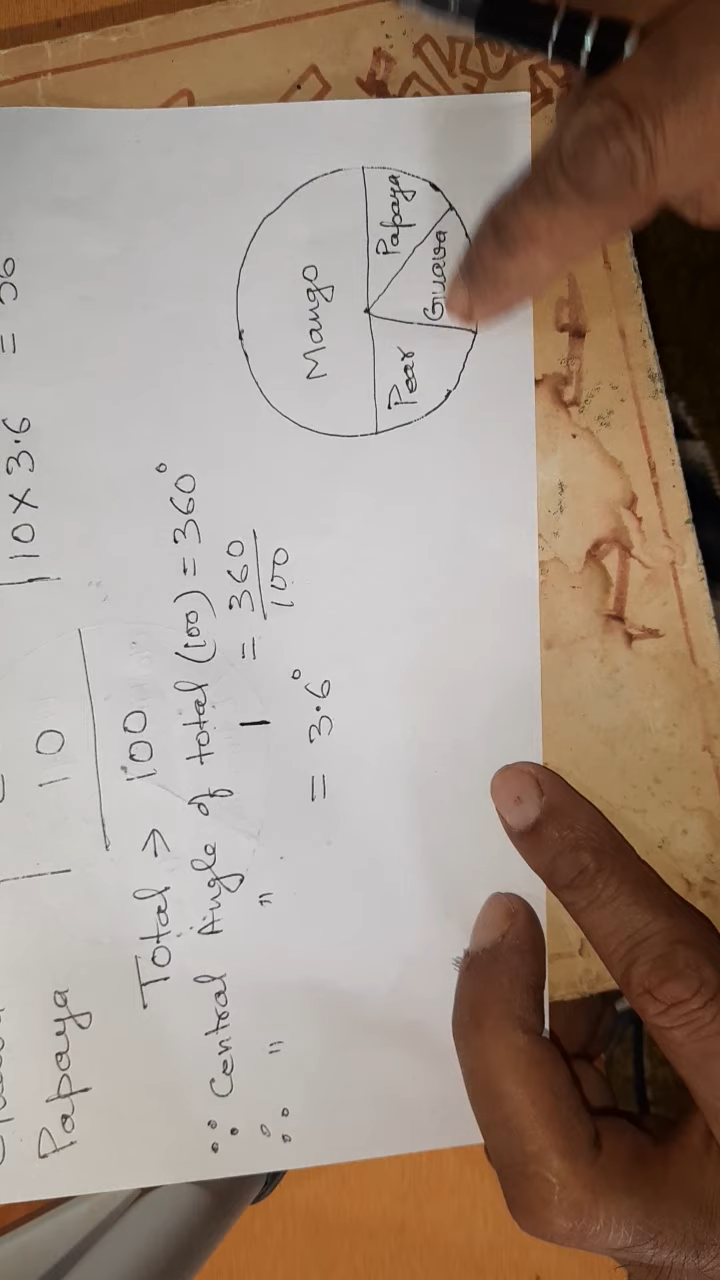 Papaya | 10 | 10 x 3.6 = 36
Total → 100
∵ Central Angle of total (100) = 360°
∴ " " 1 = 360/100
= 3.6°
Mango
Papaya
Guava
Pear